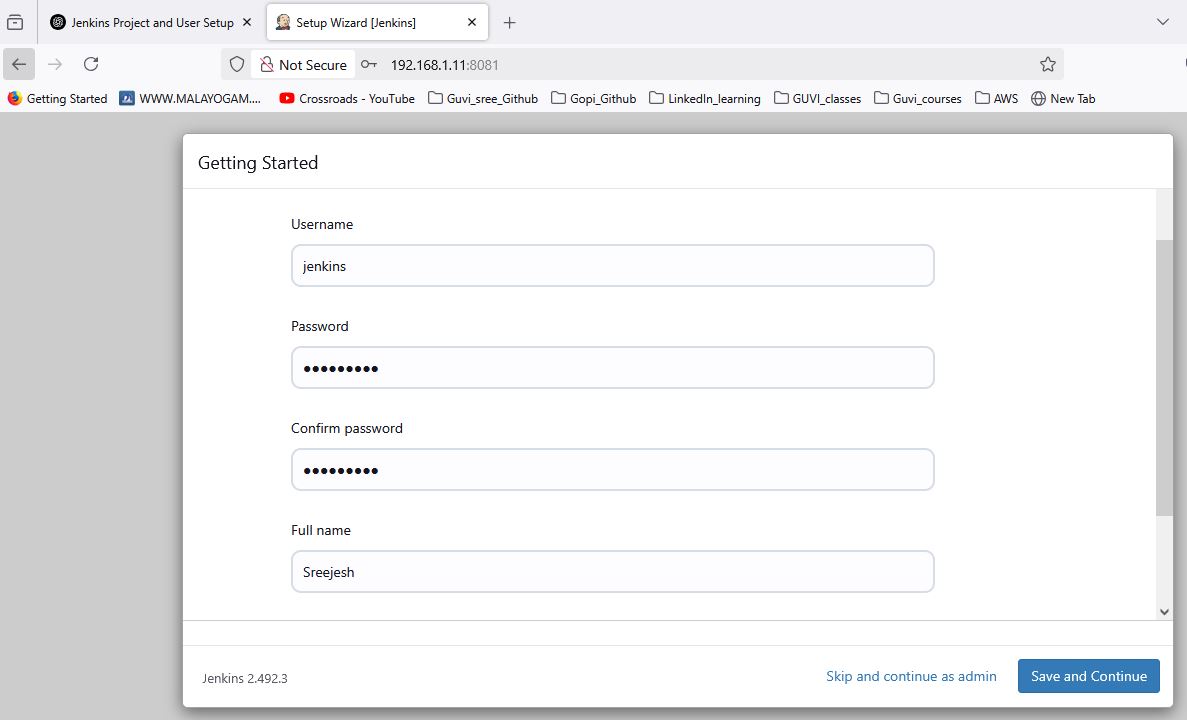 Jenkins Project and User Setup
Setup Wizard [Jenkins]
Not Secure 192.168.1.11:8081
Getting Started WWW.MALAYOGAM.... Crossroads - YouTube Guvi_sree_Github Gopi_Github LinkedIn_learning GUVI_classes Guvi_courses AWS New Tab
Getting Started
Username
jenkins
Password
•••••••••
Confirm password
•••••••••
Full name
Sreejesh
Jenkins 2.492.3
Skip and continue as admin
Save and Continue